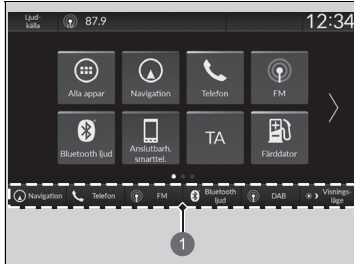 Ljud-
källa
87.9
12:34
Alla appar
Navigation
Telefon
FM
Bluetooth ljud
Anslutbarh.
smarttel.
TA
Färddator
Navigation
Telefon
FM
Bluetooth
ljud
DAB
Visnings-
läge
1